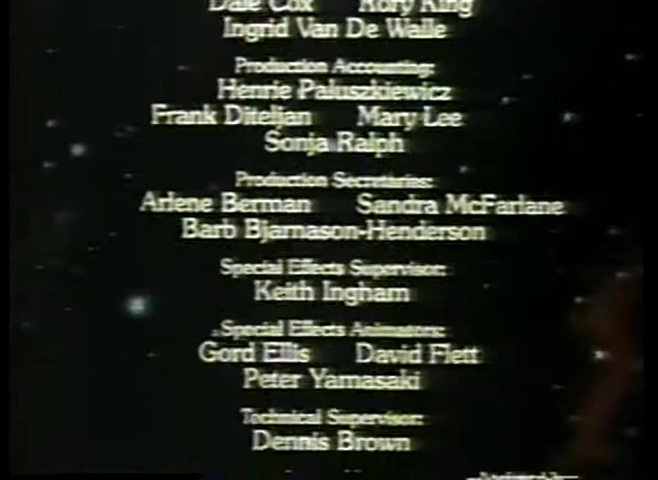 Dale Cox Rory King
Ingrid Van De Walle
Production Accounting:
Henrie Paluszkiewicz
Frank Diteljan Mary Lee
Sonja Ralph
Production Secretaries:
Arlene Berman Sandra McFarlane
Barb Bjarnason-Henderson
Special Effects Supervisor:
Keith Ingham
Special Effects Animators:
Gord Ellis David Flett
Peter Yamasaki
Technical Supervisor:
Dennis Brown